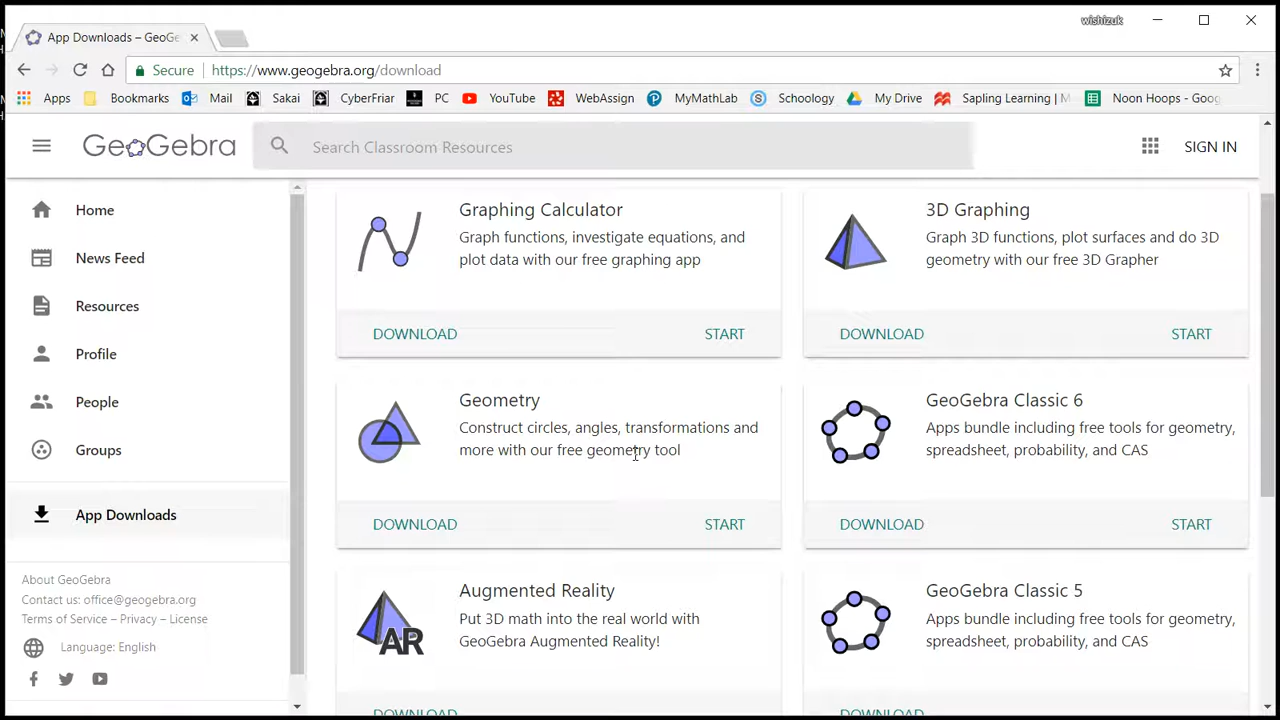 wishizuk
App Downloads – GeoGe
Secure https://www.geogebra.org/download
Apps Bookmarks Mail Sakai CyberFriar PC YouTube WebAssign MyMathLab Schoology My Drive Sapling Learning | M Noon Hoops - Goog
GeoGebra Search Classroom Resources SIGN IN
Home
News Feed
Resources
Profile
People
Groups
App Downloads
About GeoGebra
Contact us: office@geogebra.org
Terms of Service – Privacy – License
Language: English
Graphing Calculator
Graph functions, investigate equations, and
plot data with our free graphing app
DOWNLOAD START
3D Graphing
Graph 3D functions, plot surfaces and do 3D
geometry with our free 3D Grapher
DOWNLOAD START
Geometry
Construct circles, angles, transformations and
more with our free geometry tool
DOWNLOAD START
GeoGebra Classic 6
Apps bundle including free tools for geometry,
spreadsheet, probability, and CAS
DOWNLOAD START
AR
Augmented Reality
Put 3D math into the real world with
GeoGebra Augmented Reality!
DOWNLOAD
GeoGebra Classic 5
Apps bundle including free tools for geometry,
spreadsheet, probability, and CAS
DOWNLOAD